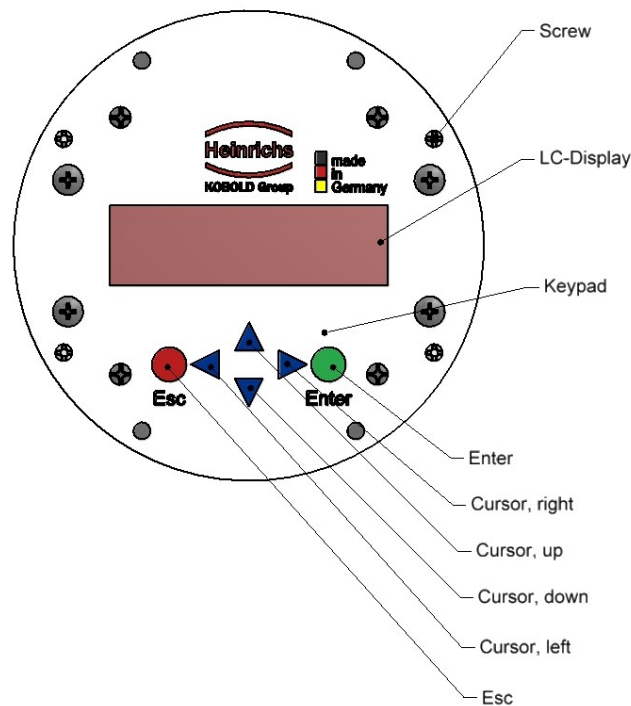 Screw
Heinrichs
KOBOLD Group
made
in
Germany
LC-Display
Keypad
Esc
Enter
Enter
Cursor, right
Cursor, up
Cursor, down
Cursor, left
Esc